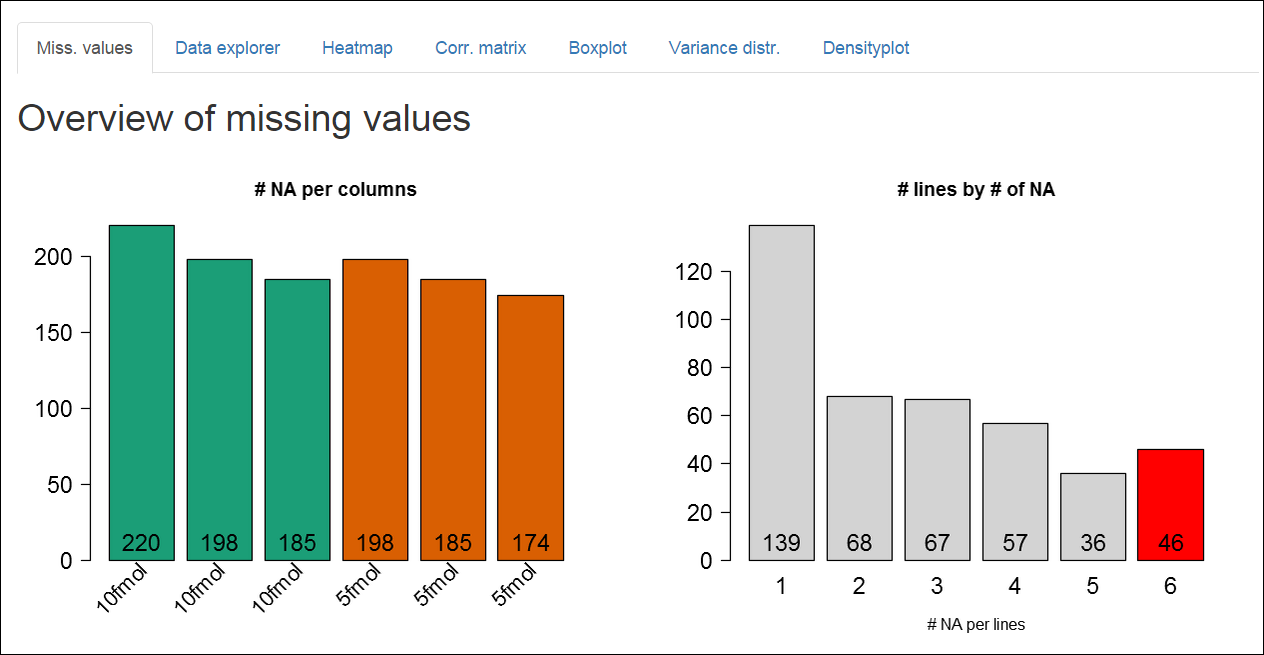 Miss. values Data explorer Heatmap Corr. matrix Boxplot Variance distr. Densityplot
Overview of missing values
# NA per columns
200
150
100
50
0
220 198 185 198 185 174
10fmol 10fmol 10fmol 5fmol 5fmol 5fmol
# lines by # of NA
120
100
80
60
40
20
0
139 68 67 57 36 46
1 2 3 4 5 6
# NA per lines